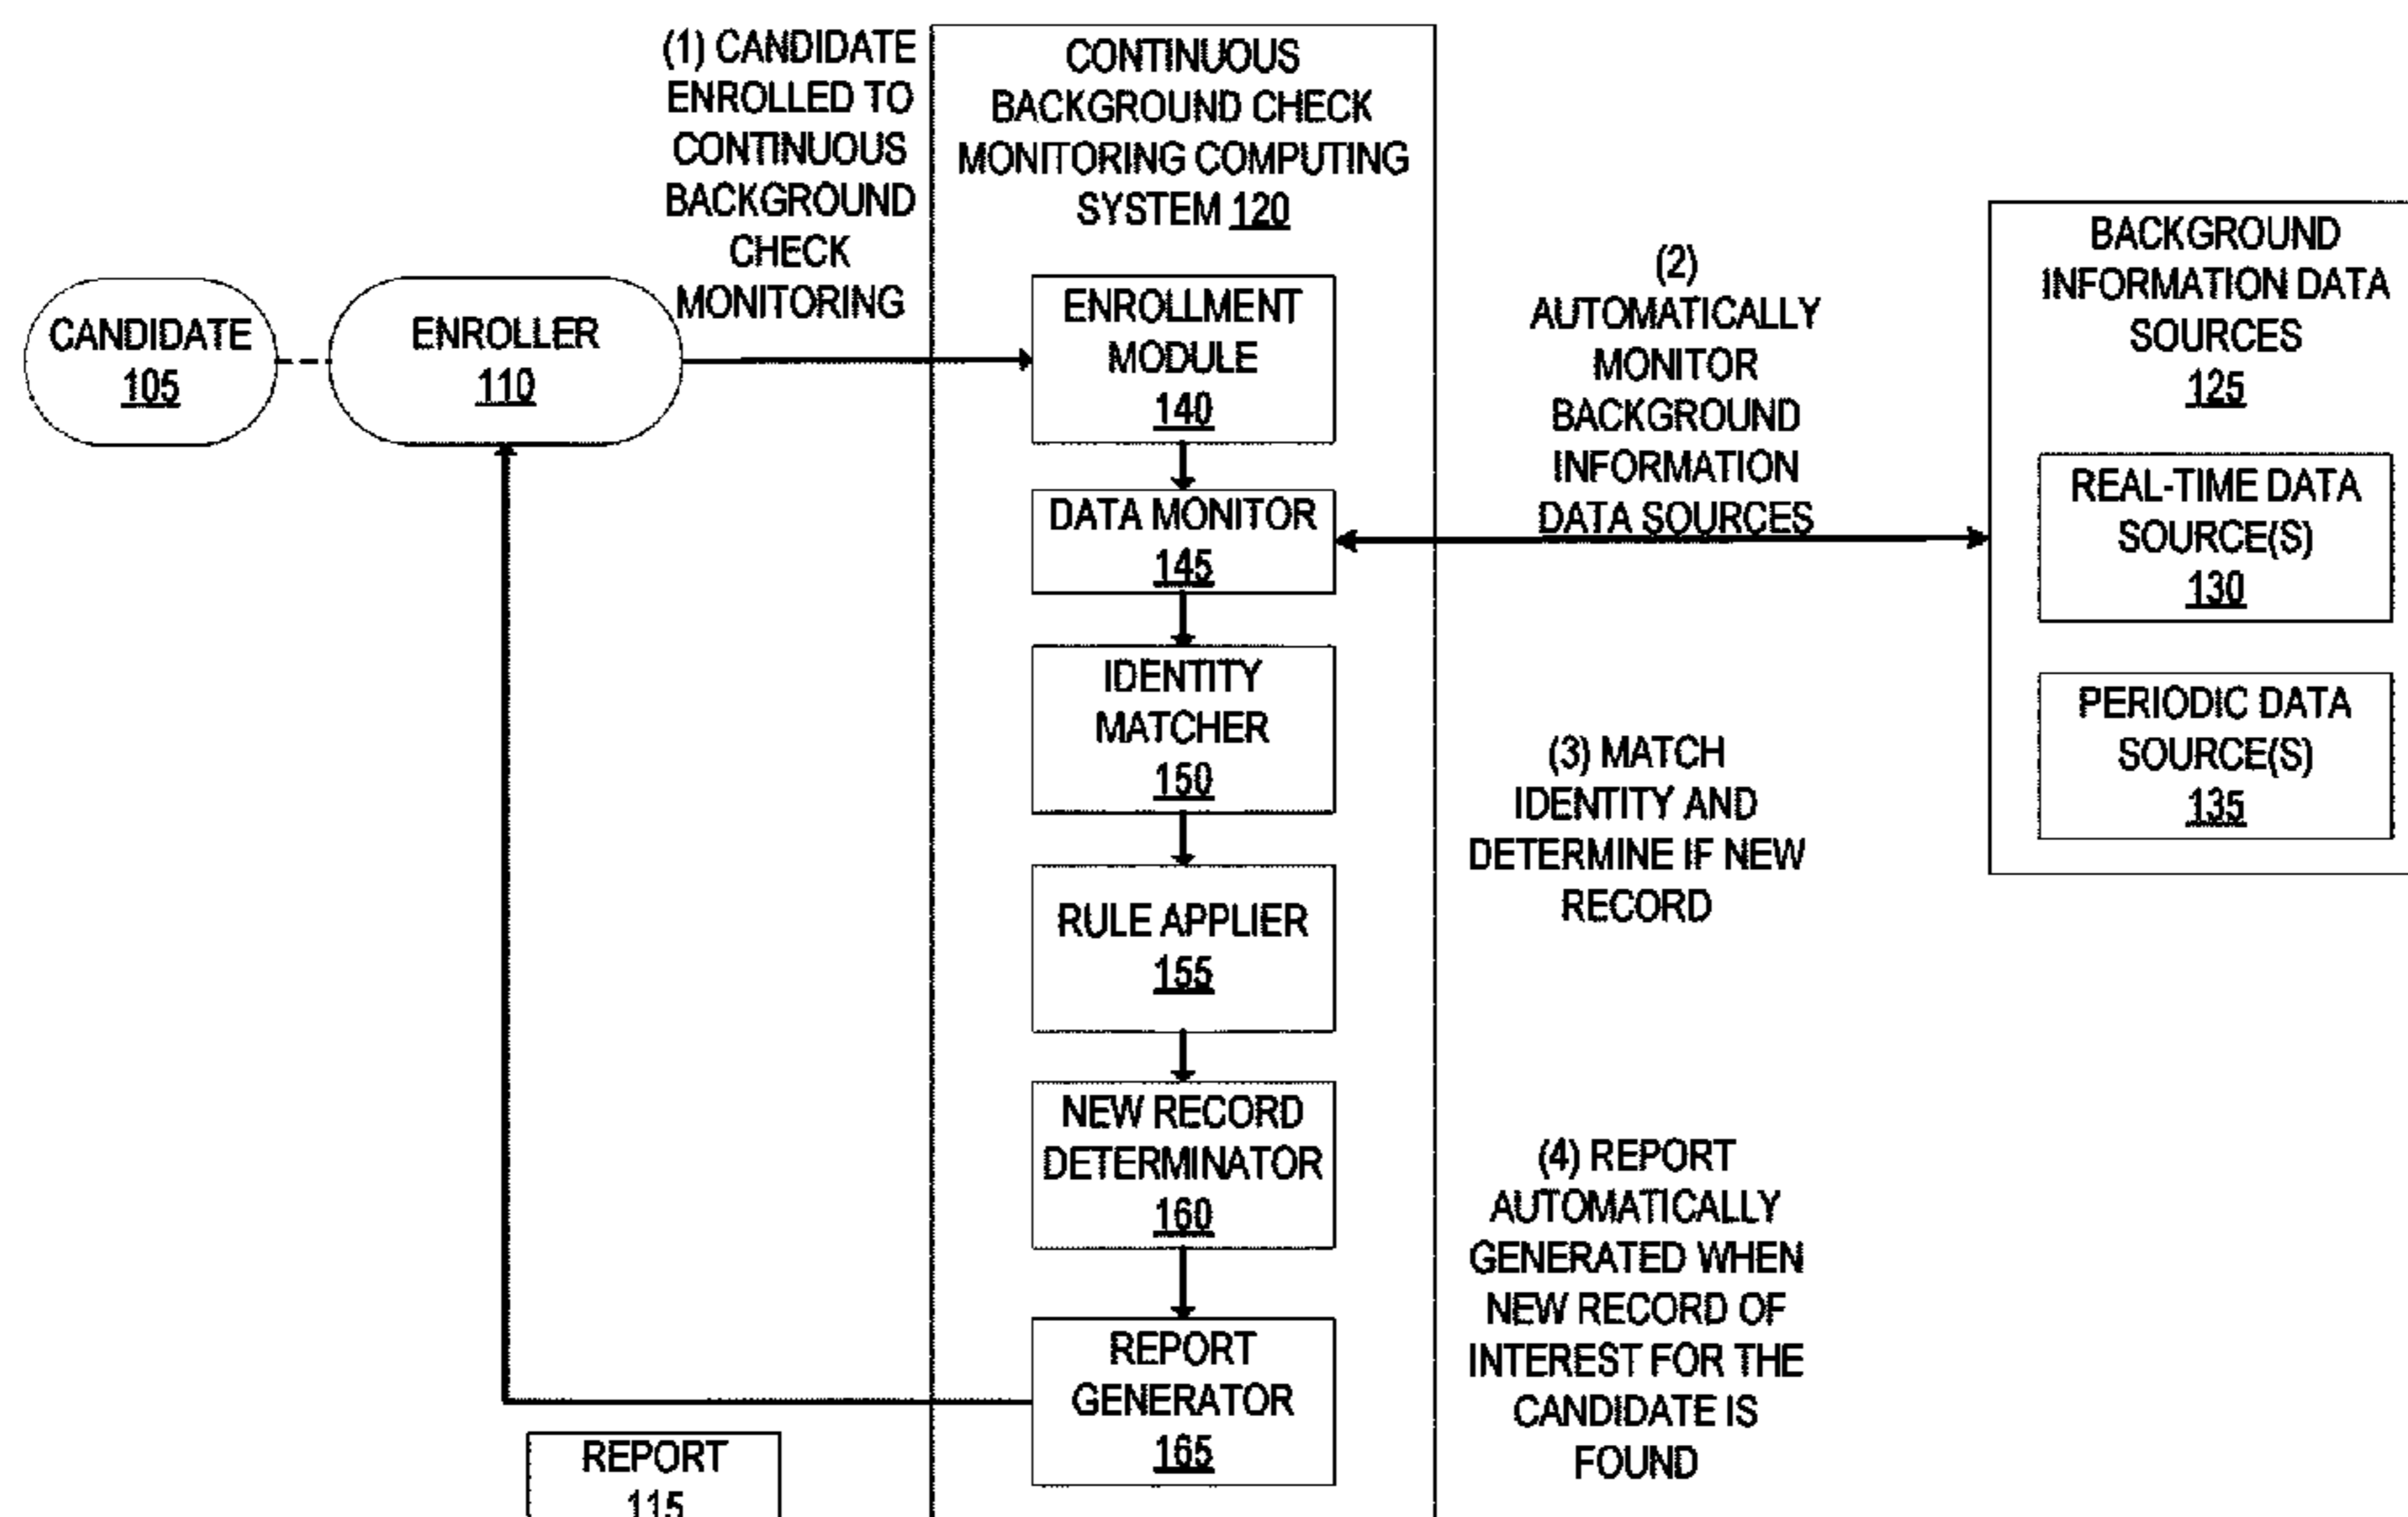 (1) CANDIDATE
ENROLLED TO
CONTINUOUS
BACKGROUND
CHECK
MONITORING
CONTINUOUS
BACKGROUND CHECK
MONITORING COMPUTING
SYSTEM 120
CANDIDATE
105
ENROLLER
110
ENROLLMENT
MODULE
140
DATA MONITOR
145
IDENTITY
MATCHER
150
RULE APPLIER
155
NEW RECORD
DETERMINATOR
160
REPORT
GENERATOR
165
REPORT
115
(2)
AUTOMATICALLY
MONITOR
BACKGROUND
INFORMATION
DATA SOURCES
(3) MATCH
IDENTITY AND
DETERMINE IF NEW
RECORD
(4) REPORT
AUTOMATICALLY
GENERATED WHEN
NEW RECORD OF
INTEREST FOR THE
CANDIDATE IS
FOUND
BACKGROUND
INFORMATION DATA
SOURCES
125
REAL-TIME DATA
SOURCE(S)
130
PERIODIC DATA
SOURCE(S)
135